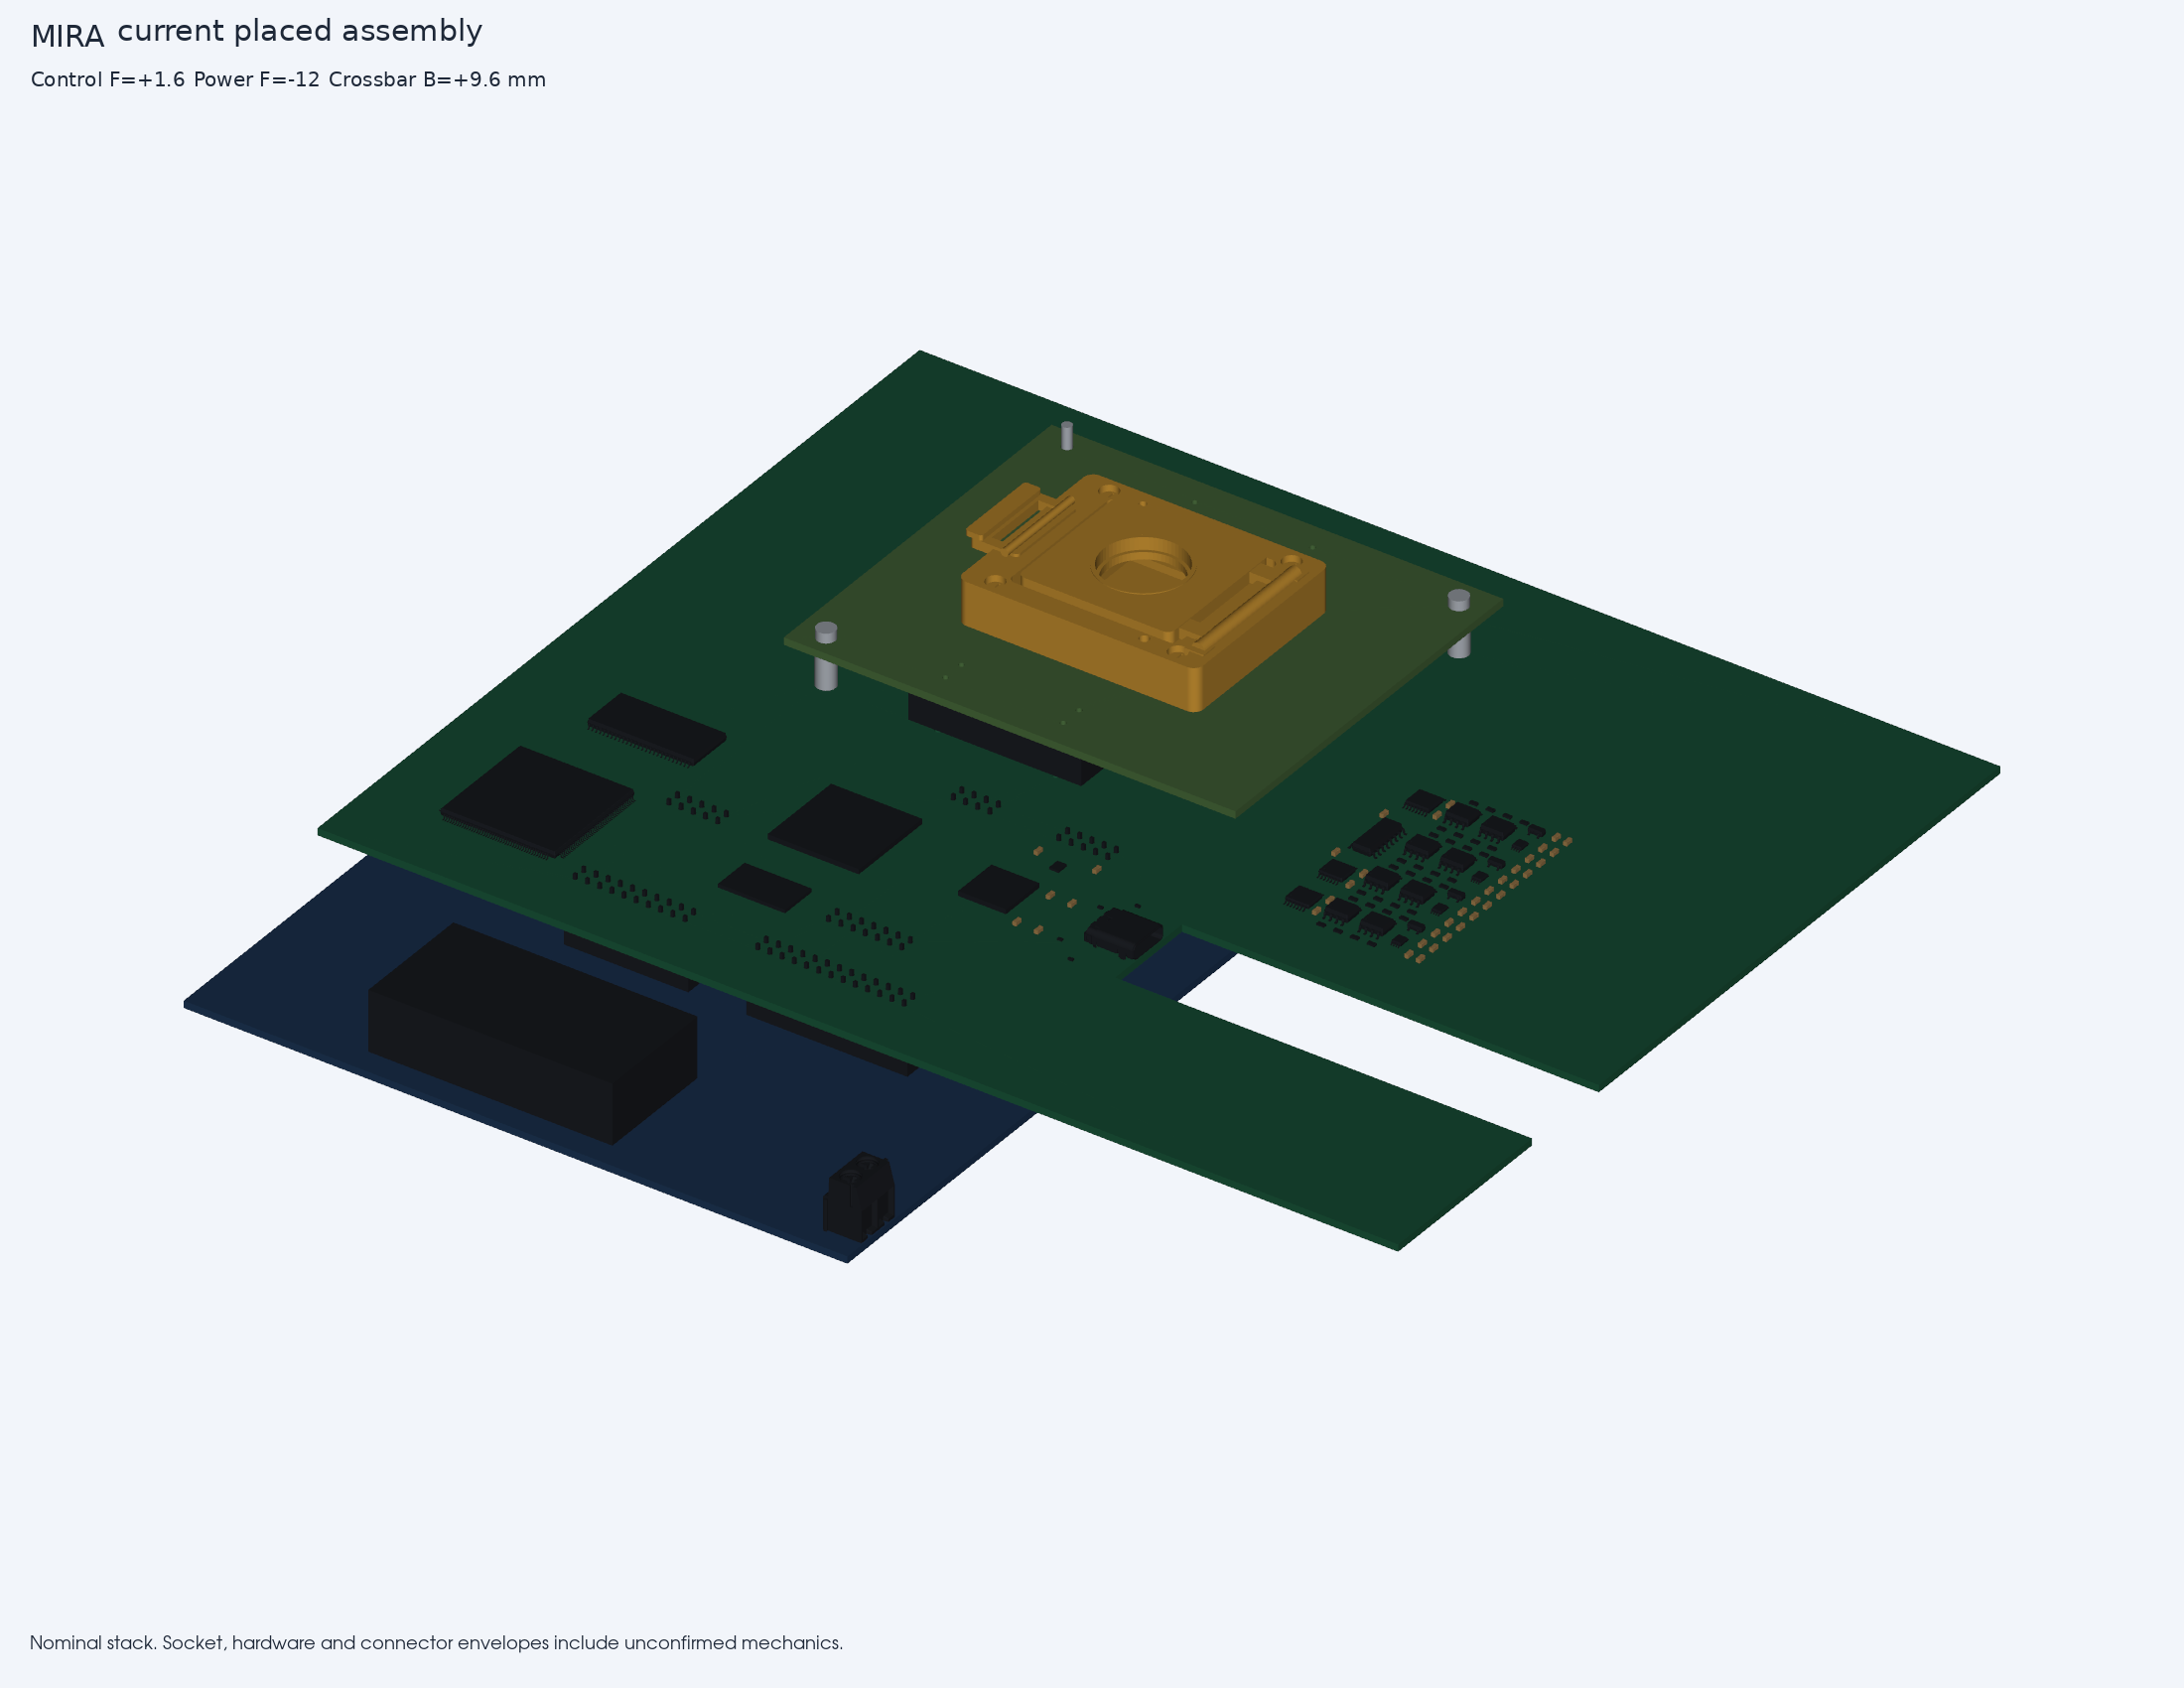 MIRA current placed assembly
Control F=+1.6 Power F=-12 Crossbar B=+9.6 mm
Nominal stack. Socket, hardware and connector envelopes include unconfirmed mechanics.